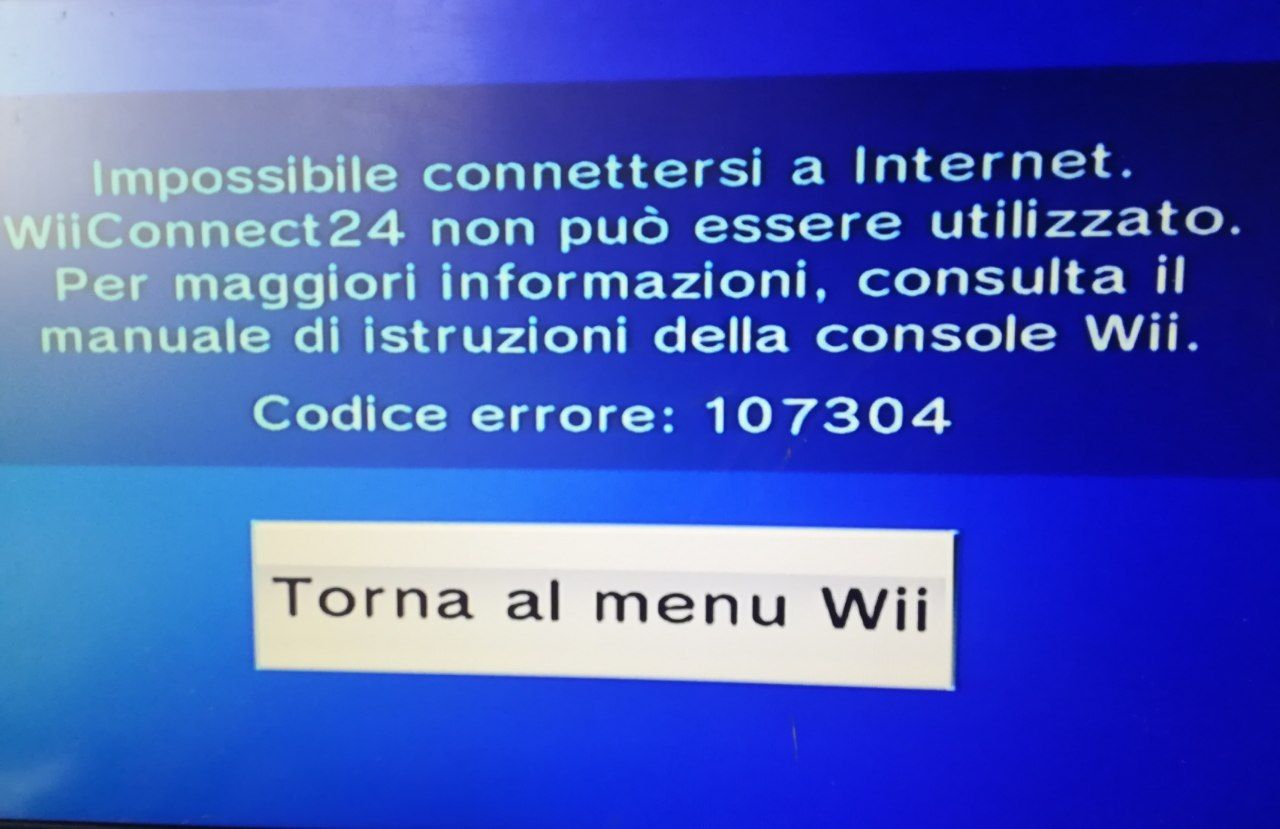 Impossibile connettersi a Internet.
WiiConnect24 non può essere utilizzato.
Per maggiori informazioni, consulta il
manuale di istruzioni della console Wii.
Codice errore: 107304
Torna al menu Wii